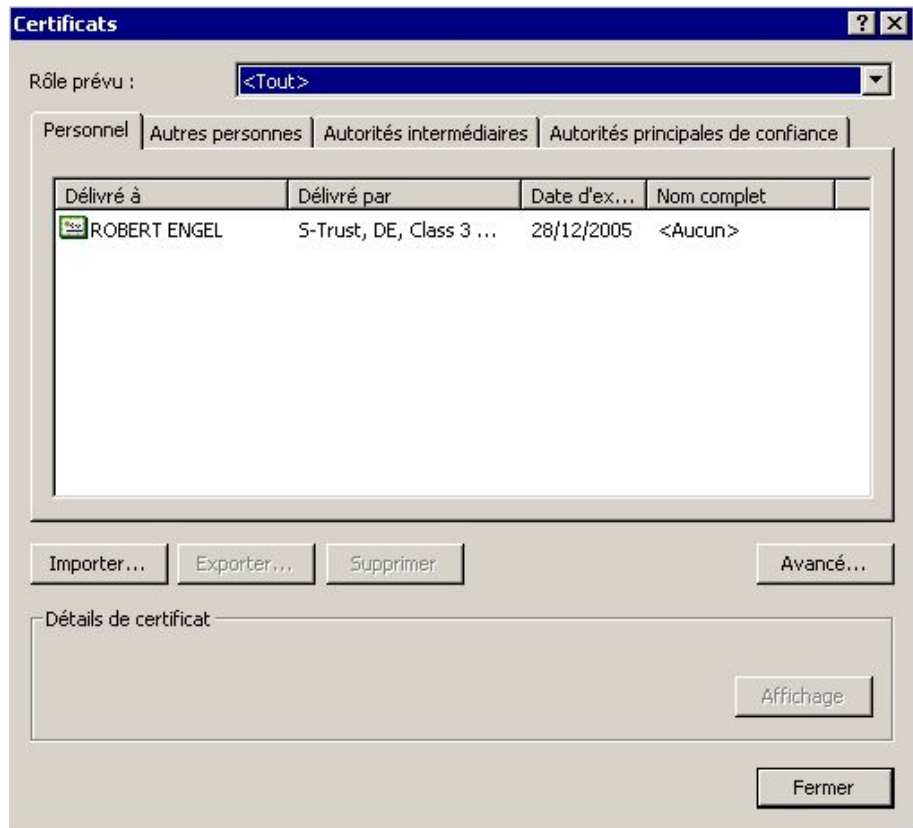 Certificats
Rôle prévu : <Tout>
Personnel Autres personnes Autorités intermédiaires Autorités principales de confiance
Délivré à Délivré par Date d'ex... Nom complet
ROBERT ENGEL S-Trust, DE, Class 3 ... 28/12/2005 <Aucun>
Importer... Exporter... Supprimer Avancé...
Détails de certificat
Affichage
Fermer